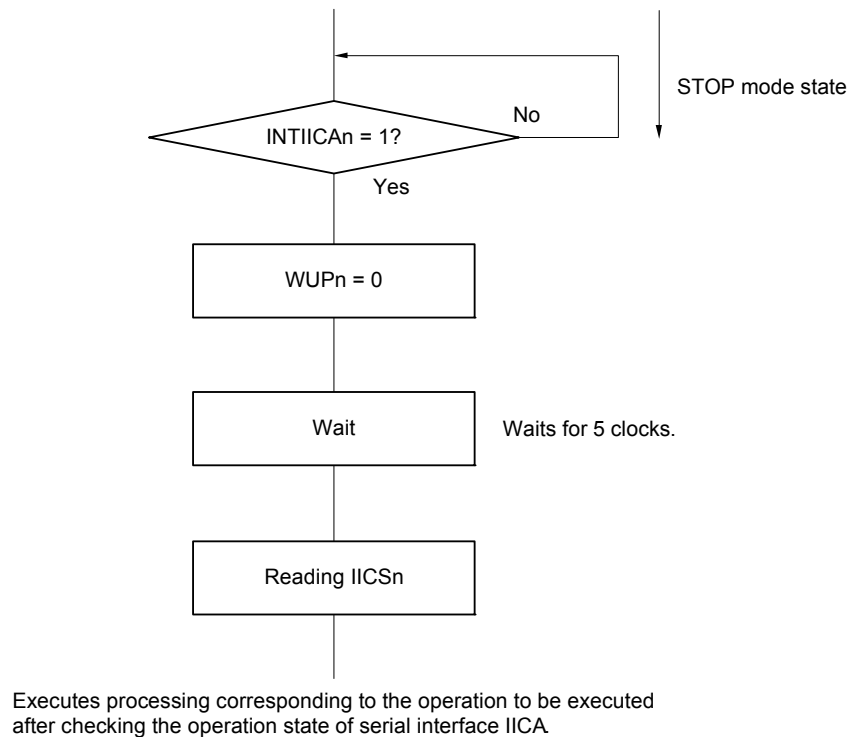 STOP mode state
No
INTIICAn = 1?
Yes
WUPn = 0
Wait
Waits for 5 clocks.
Reading IICSn
Executes processing corresponding to the operation to be executed
after checking the operation state of serial interface IICA.